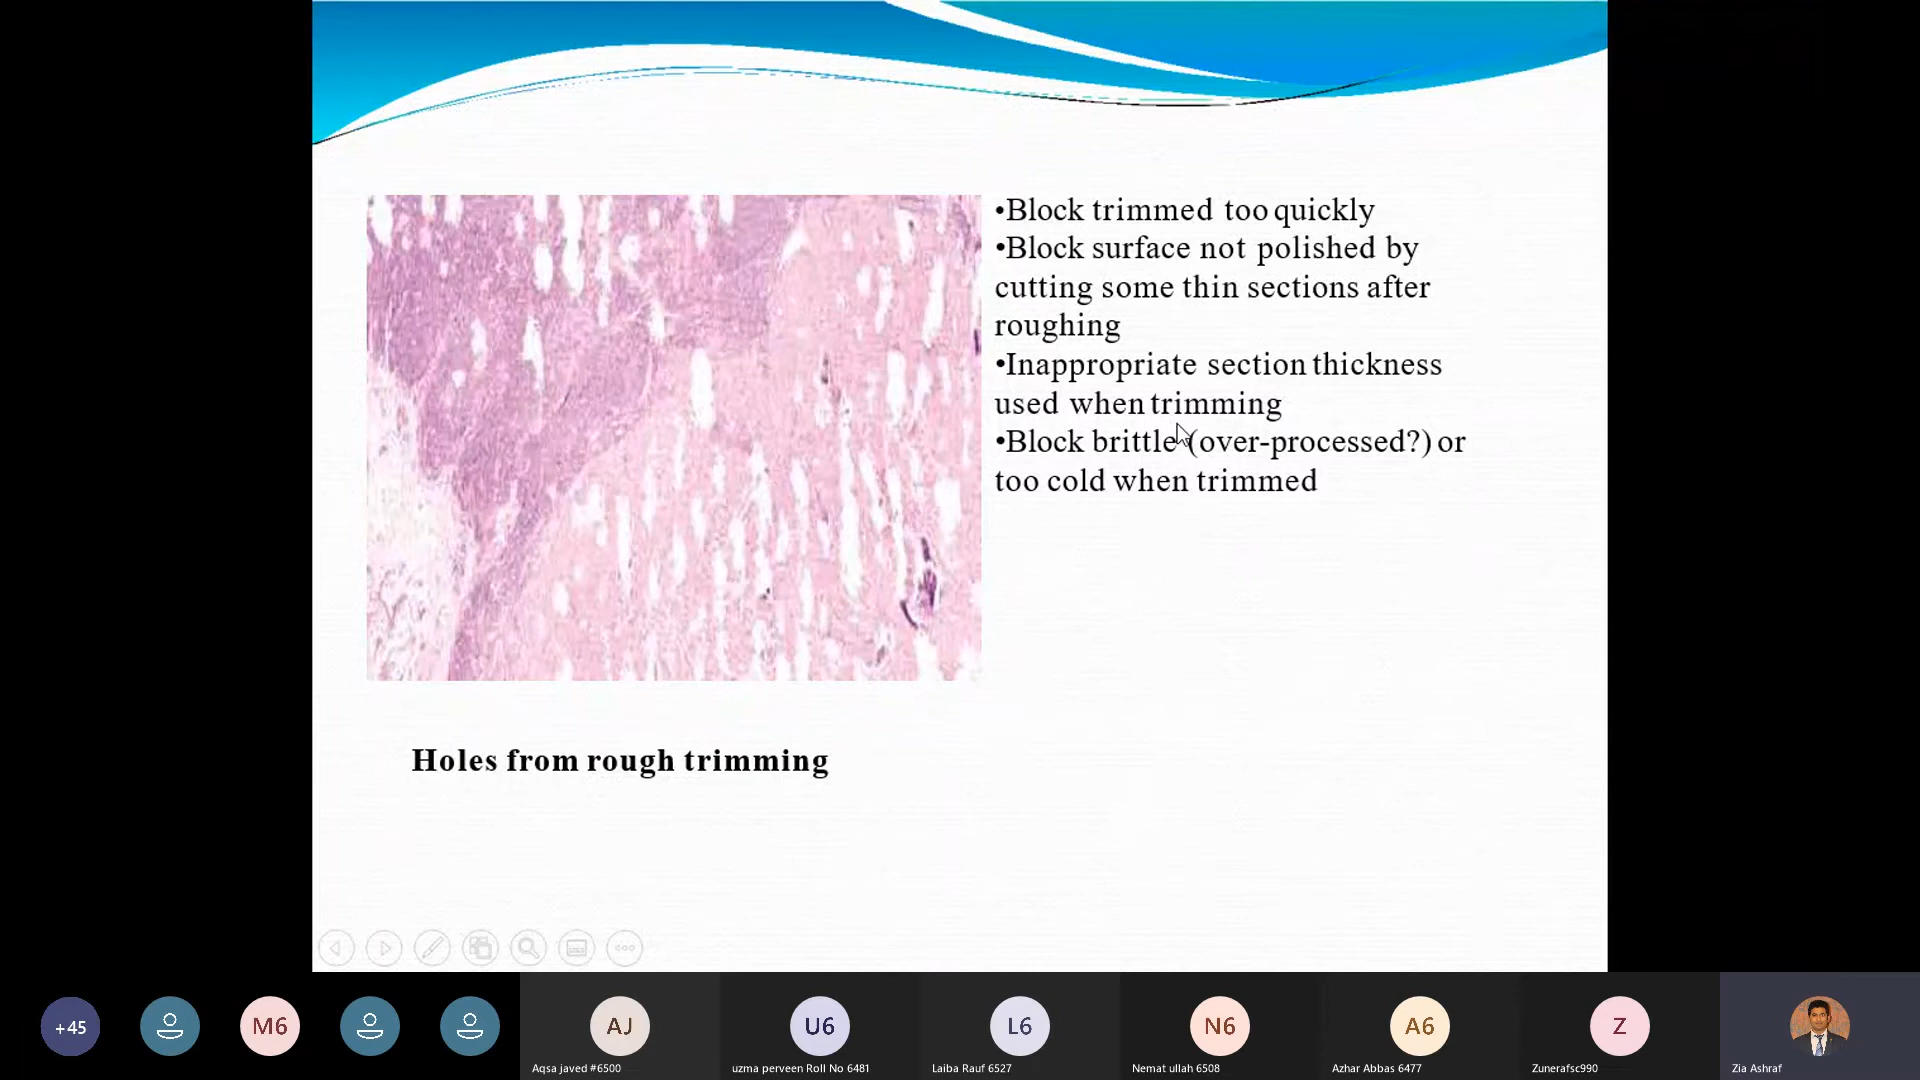 •Block trimmed too quickly
•Block surface not polished by
cutting some thin sections after
roughing
•Inappropriate section thickness
used when trimming
•Block brittle (over-processed?) or
too cold when trimmed
Holes from rough trimming
+45
M6
AJ
U6
L6
N6
A6
Z
Aqsa javed #6500
uzma perveen Roll No 6481
Laiba Rauf 6527
Nemat ullah 6508
Azhar Abbas 6477
Zunerafsc990
Zia Ashraf